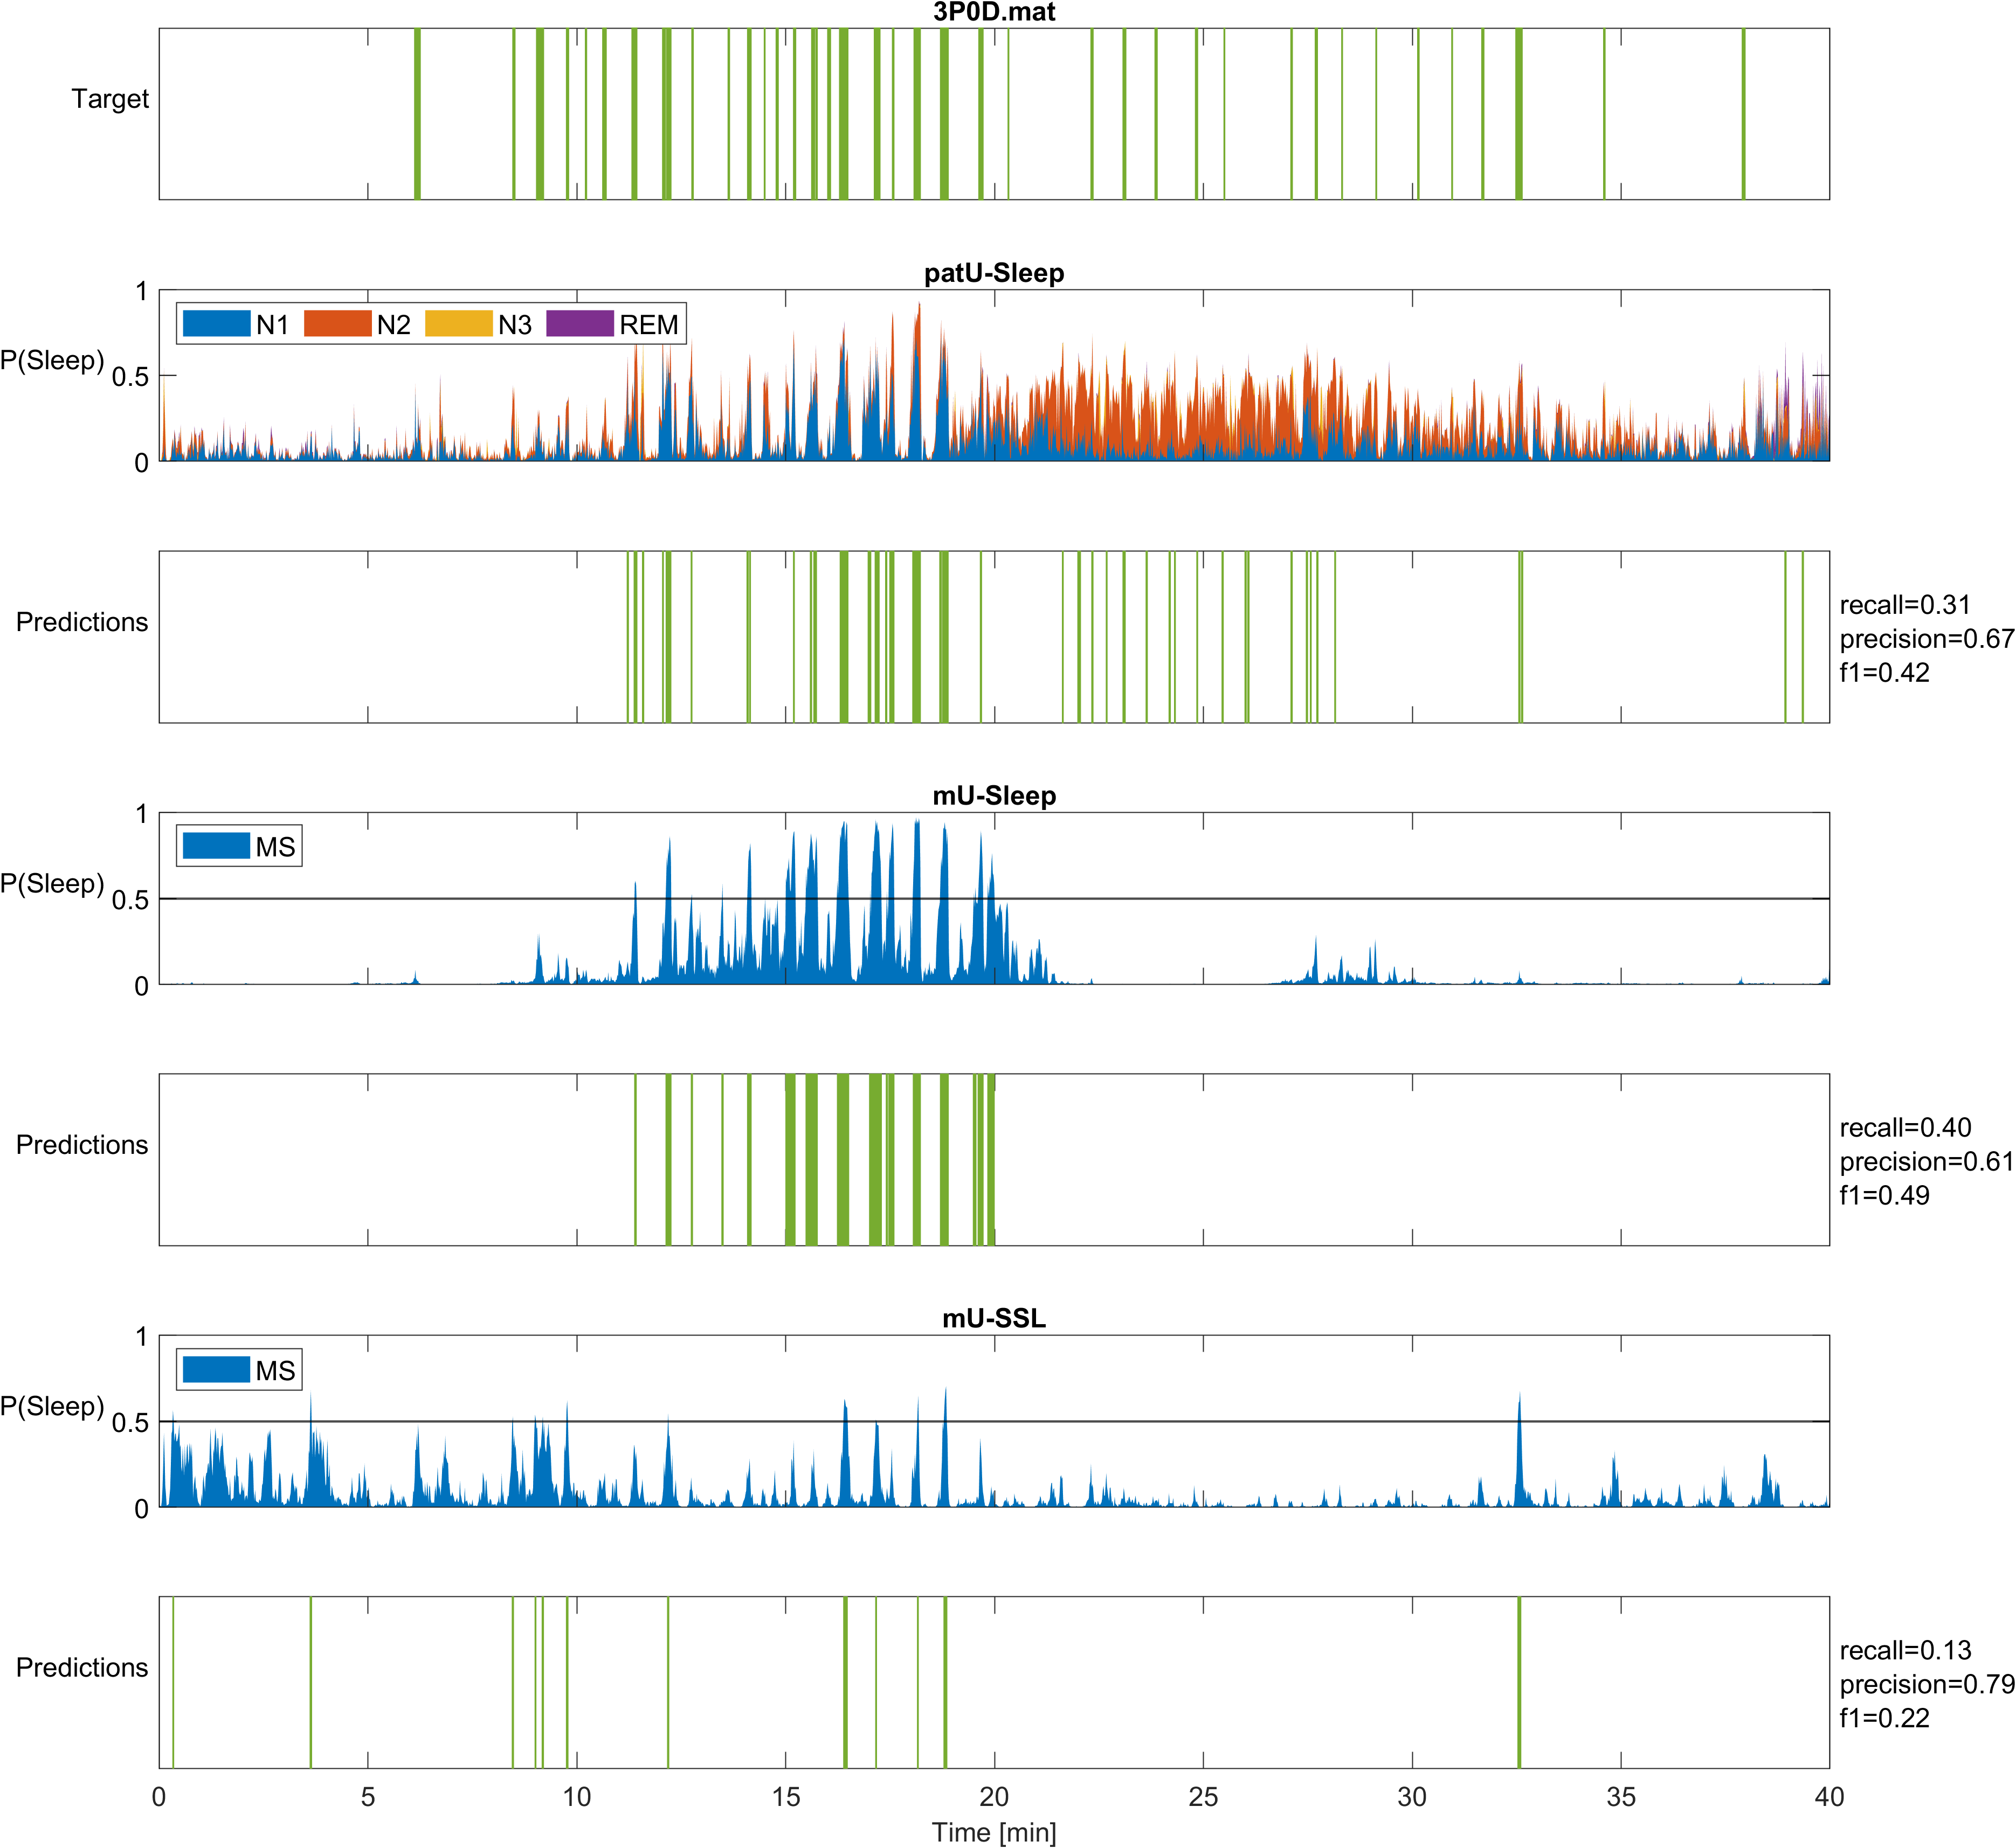 3P0D.mat
Target
patU-Sleep
1
N1 N2 N3 REM
P(Sleep)
0.5
0
Predictions
recall=0.31
precision=0.67
f1=0.42
mU-Sleep
1
MS
P(Sleep)
0.5
0
Predictions
recall=0.40
precision=0.61
f1=0.49
mU-SSL
1
MS
P(Sleep)
0.5
0
Predictions
recall=0.13
precision=0.79
f1=0.22
0 5 10 15 20 25 30 35 40
Time [min]